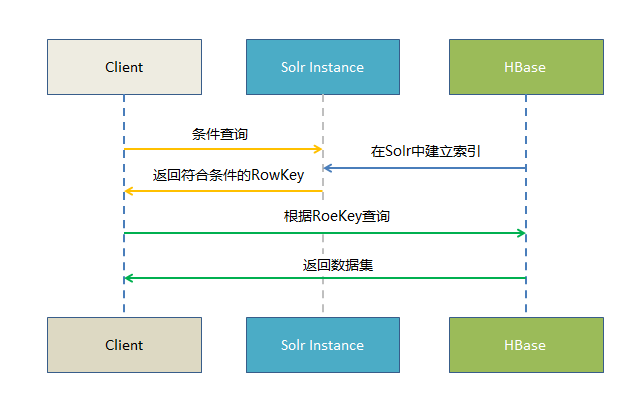 Client
Solr Instance
HBase
条件查询
在Solr中建立索引
返回符合条件的RowKey
根据RoeKey查询
返回数据集
Client
Solr Instance
HBase